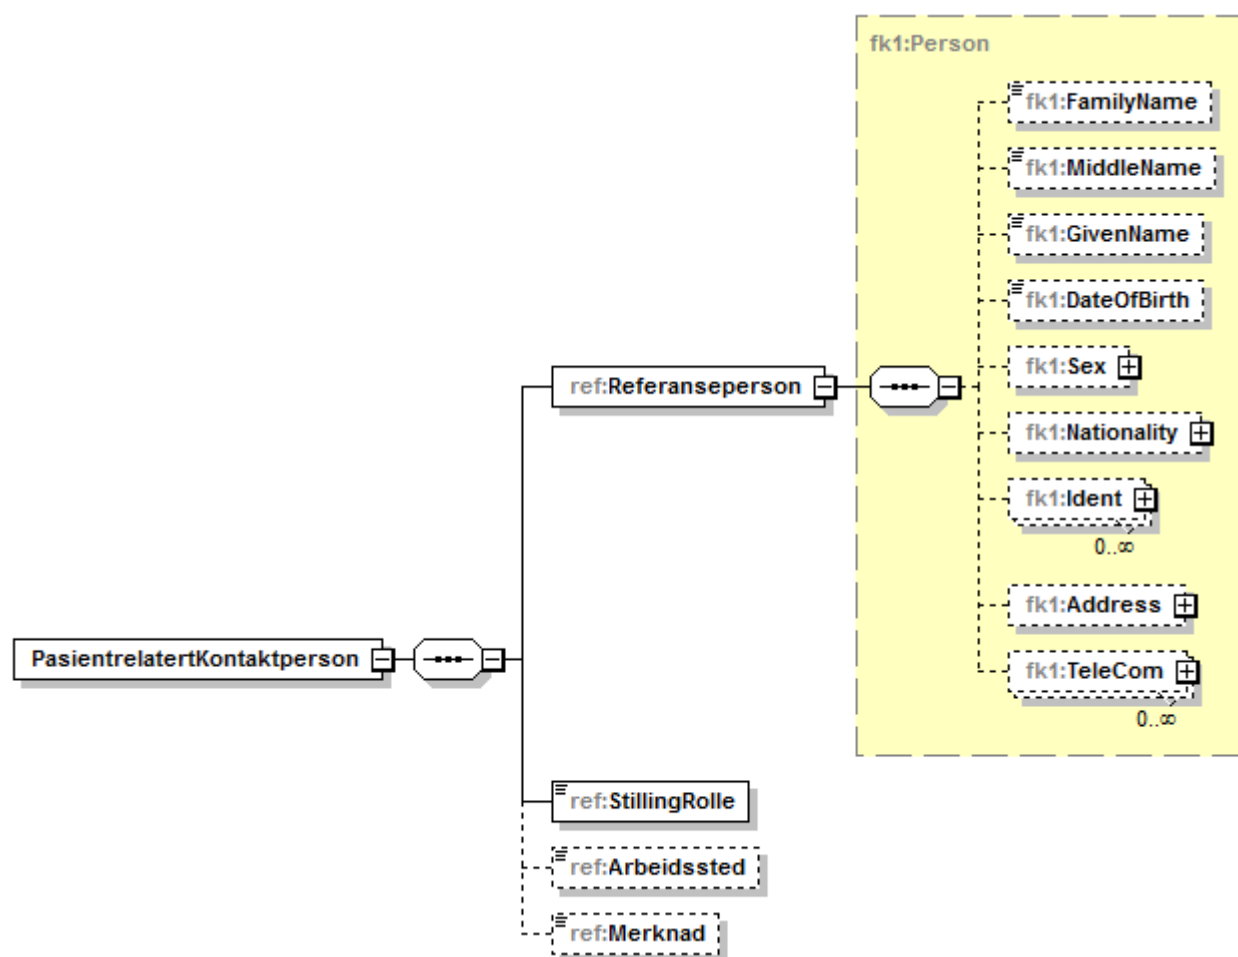 fk1:Person
fk1:FamilyName
fk1:MiddleName
fk1:GivenName
fk1:DateOfBirth
fk1:Sex
ref:Referanseperson
fk1:Nationality
fk1:Ident
0..∞
fk1:Address
PasientrelatertKontaktperson
fk1:TeleCom
0..∞
ref:StillingRolle
ref:Arbeidssted
ref:Merknad